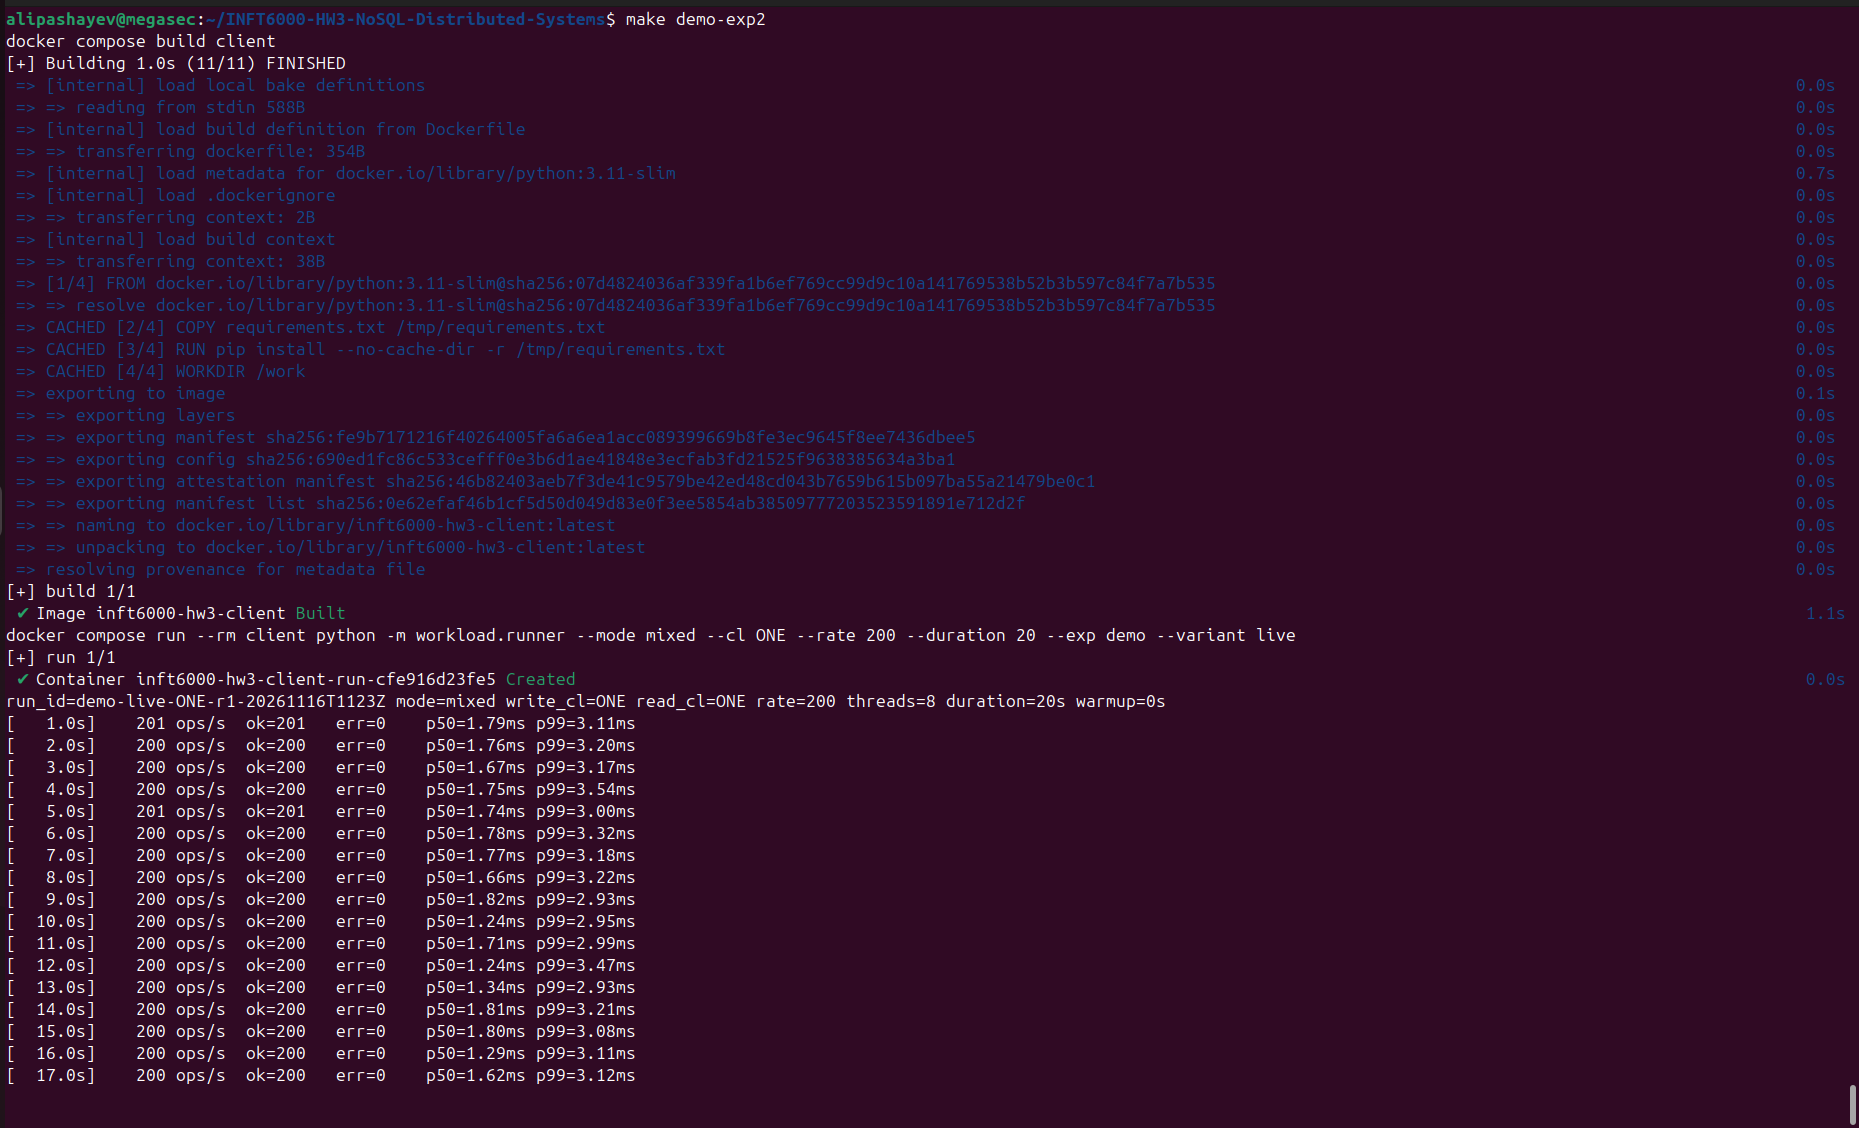 alipashayev@megasec:~/INFT6000-HW3-NoSQL-Distributed-Systems$ make demo-exp2
docker compose build client
[+] Building 1.0s (11/11) FINISHED
=> [internal] load local bake definitions 0.0s
=> => reading from stdin 588B 0.0s
=> [internal] load build definition from Dockerfile 0.0s
=> => transferring dockerfile: 354B 0.0s
=> [internal] load metadata for docker.io/library/python:3.11-slim 0.7s
=> [internal] load .dockerignore 0.0s
=> => transferring context: 2B 0.0s
=> [internal] load build context 0.0s
=> => transferring context: 38B 0.0s
=> [1/4] FROM docker.io/library/python:3.11-slim@sha256:07d4824036af339fa1b6ef769cc99d9c10a141769538b52b3b597c84f7a7b535 0.0s
=> => resolve docker.io/library/python:3.11-slim@sha256:07d4824036af339fa1b6ef769cc99d9c10a141769538b52b3b597c84f7a7b535 0.0s
=> CACHED [2/4] COPY requirements.txt /tmp/requirements.txt 0.0s
=> CACHED [3/4] RUN pip install --no-cache-dir -r /tmp/requirements.txt 0.0s
=> CACHED [4/4] WORKDIR /work 0.0s
=> exporting to image 0.1s
=> => exporting layers 0.0s
=> => exporting manifest sha256:fe9b7171216f40264005fa6a6ea1acc089399669b8fe3ec9645f8ee7436dbee5 0.0s
=> => exporting config sha256:690ed1fc86c533cefff0e3b6d1ae41848e3ecfab3fd21525f9638385634a3ba1 0.0s
=> => exporting attestation manifest sha256:46b82403aeb7f3de41c9579be42ed48cd043b7659b615b097ba55a21479be0c1 0.0s
=> => exporting manifest list sha256:0e62efaf46b1cf5d50d049d83e0f3ee5854ab38509777203523591891e712d2f 0.0s
=> => naming to docker.io/library/inft6000-hw3-client:latest 0.0s
=> => unpacking to docker.io/library/inft6000-hw3-client:latest 0.0s
=> resolving provenance for metadata file 0.0s
[+] build 1/1
✔ Image inft6000-hw3-client Built 1.1s
docker compose run --rm client python -m workload.runner --mode mixed --cl ONE --rate 200 --duration 20 --exp demo --variant live
[+] run 1/1
✔ Container inft6000-hw3-client-run-cfe916d23fe5 Created 0.0s
run_id=demo-live-ONE-r1-20261116T1123Z mode=mixed write_cl=ONE read_cl=ONE rate=200 threads=8 duration=20s warmup=0s
[ 1.0s] 201 ops/s ok=201 err=0 p50=1.79ms p99=3.11ms
[ 2.0s] 200 ops/s ok=200 err=0 p50=1.76ms p99=3.20ms
[ 3.0s] 200 ops/s ok=200 err=0 p50=1.67ms p99=3.17ms
[ 4.0s] 200 ops/s ok=200 err=0 p50=1.75ms p99=3.54ms
[ 5.0s] 201 ops/s ok=201 err=0 p50=1.74ms p99=3.00ms
[ 6.0s] 200 ops/s ok=200 err=0 p50=1.78ms p99=3.32ms
[ 7.0s] 200 ops/s ok=200 err=0 p50=1.77ms p99=3.18ms
[ 8.0s] 200 ops/s ok=200 err=0 p50=1.66ms p99=3.22ms
[ 9.0s] 200 ops/s ok=200 err=0 p50=1.82ms p99=2.93ms
[ 10.0s] 200 ops/s ok=200 err=0 p50=1.24ms p99=2.95ms
[ 11.0s] 200 ops/s ok=200 err=0 p50=1.71ms p99=2.99ms
[ 12.0s] 200 ops/s ok=200 err=0 p50=1.24ms p99=3.47ms
[ 13.0s] 200 ops/s ok=200 err=0 p50=1.34ms p99=2.93ms
[ 14.0s] 200 ops/s ok=200 err=0 p50=1.81ms p99=3.21ms
[ 15.0s] 200 ops/s ok=200 err=0 p50=1.80ms p99=3.08ms
[ 16.0s] 200 ops/s ok=200 err=0 p50=1.29ms p99=3.11ms
[ 17.0s] 200 ops/s ok=200 err=0 p50=1.62ms p99=3.12ms